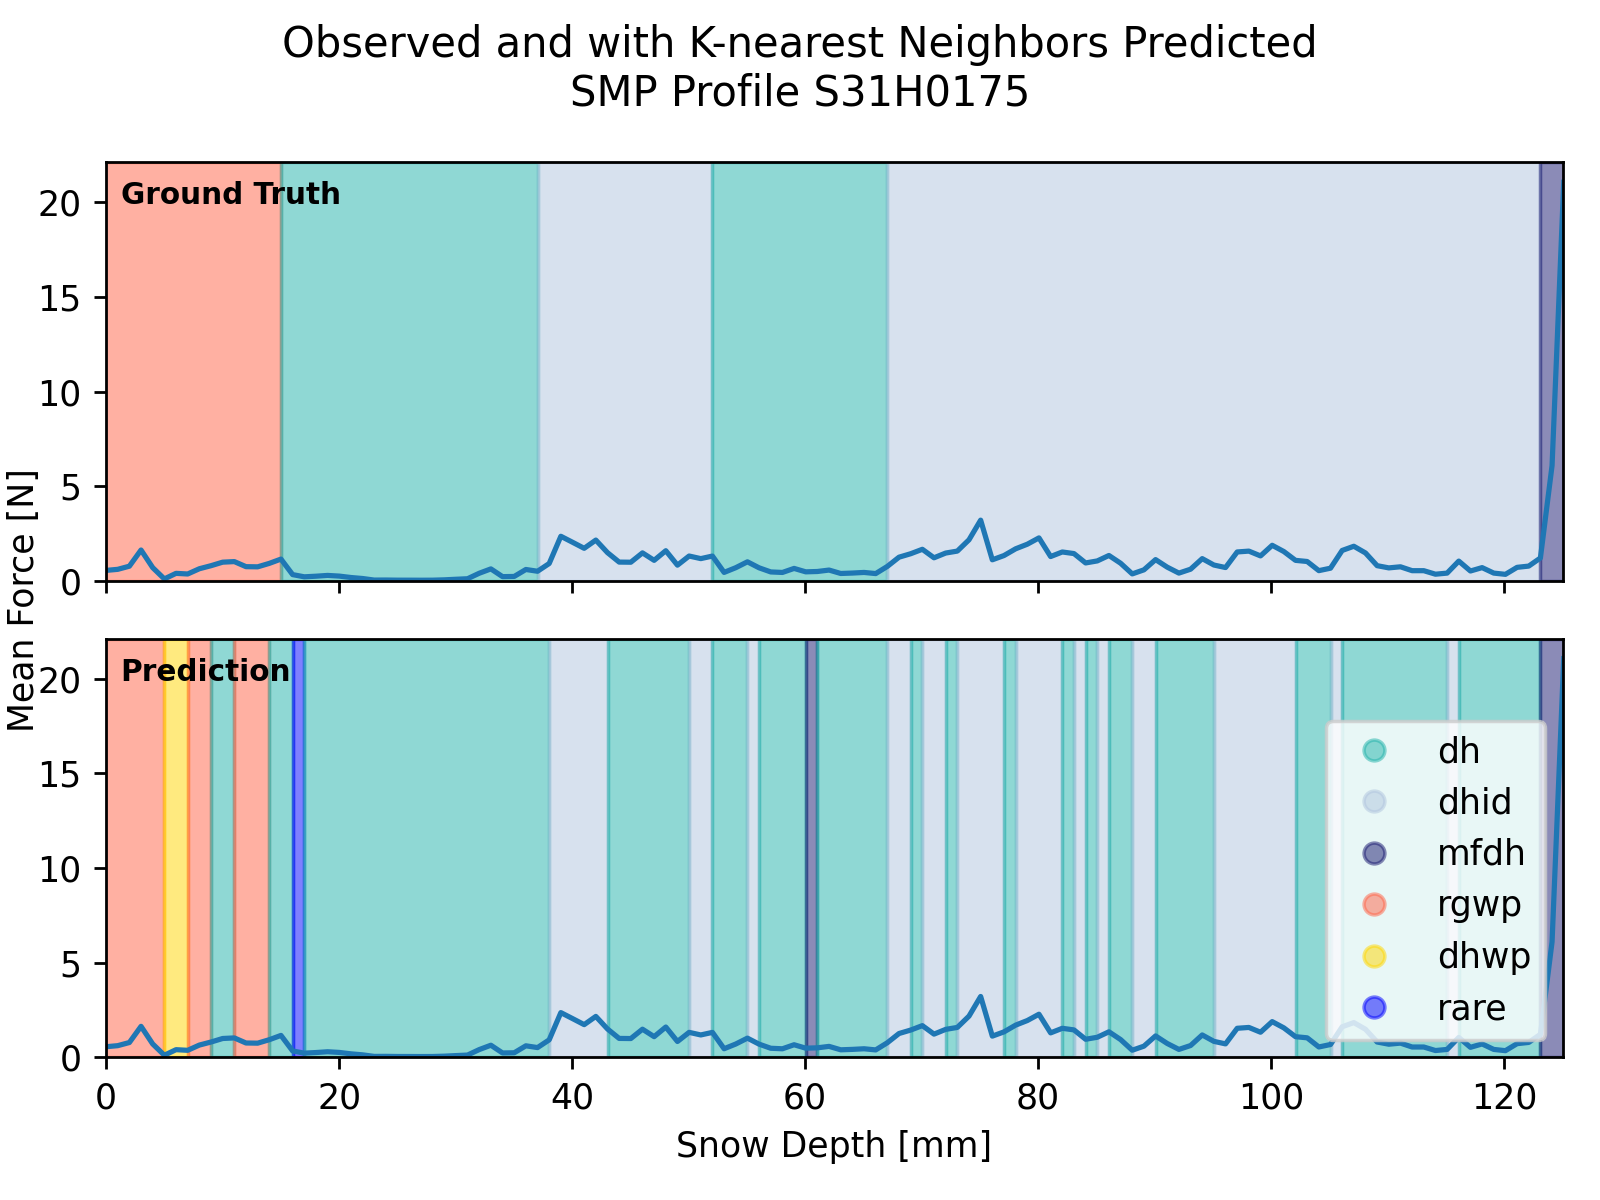 Observed and with K-nearest Neighbors Predicted
SMP Profile S31H0175
Mean Force [N]
20
15
10
5
0
Ground Truth
20
15
10
5
0
Prediction
dh
dhid
mfdh
rgwp
dhwp
rare
0 20 40 60 80 100 120
Snow Depth [mm]